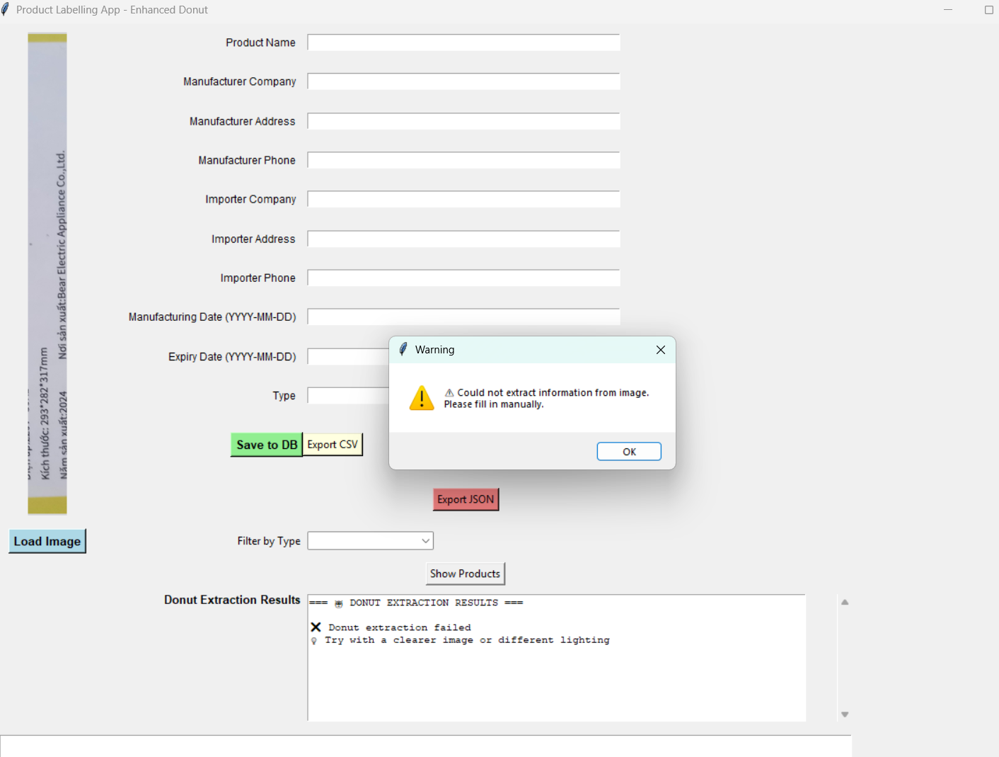 Product Labelling App - Enhanced Donut
Product Name
Manufacturer Company
Manufacturer Address
Manufacturer Phone
Importer Company
Importer Address
Importer Phone
Manufacturing Date (YYYY-MM-DD)
Expiry Date (YYYY-MM-DD)
Type
Kích thước: 293*282*317mm
Năm sản xuất:2024
Nơi sản xuất:Bear Electric Appliance Co.,Ltd.
Warning
⚠ Could not extract information from image.
Please fill in manually.
OK
Save to DB
Export CSV
Export JSON
Load Image
Filter by Type
Show Products
Donut Extraction Results
=== DONUT EXTRACTION RESULTS ===
❌ Donut extraction failed
💡 Try with a clearer image or different lighting